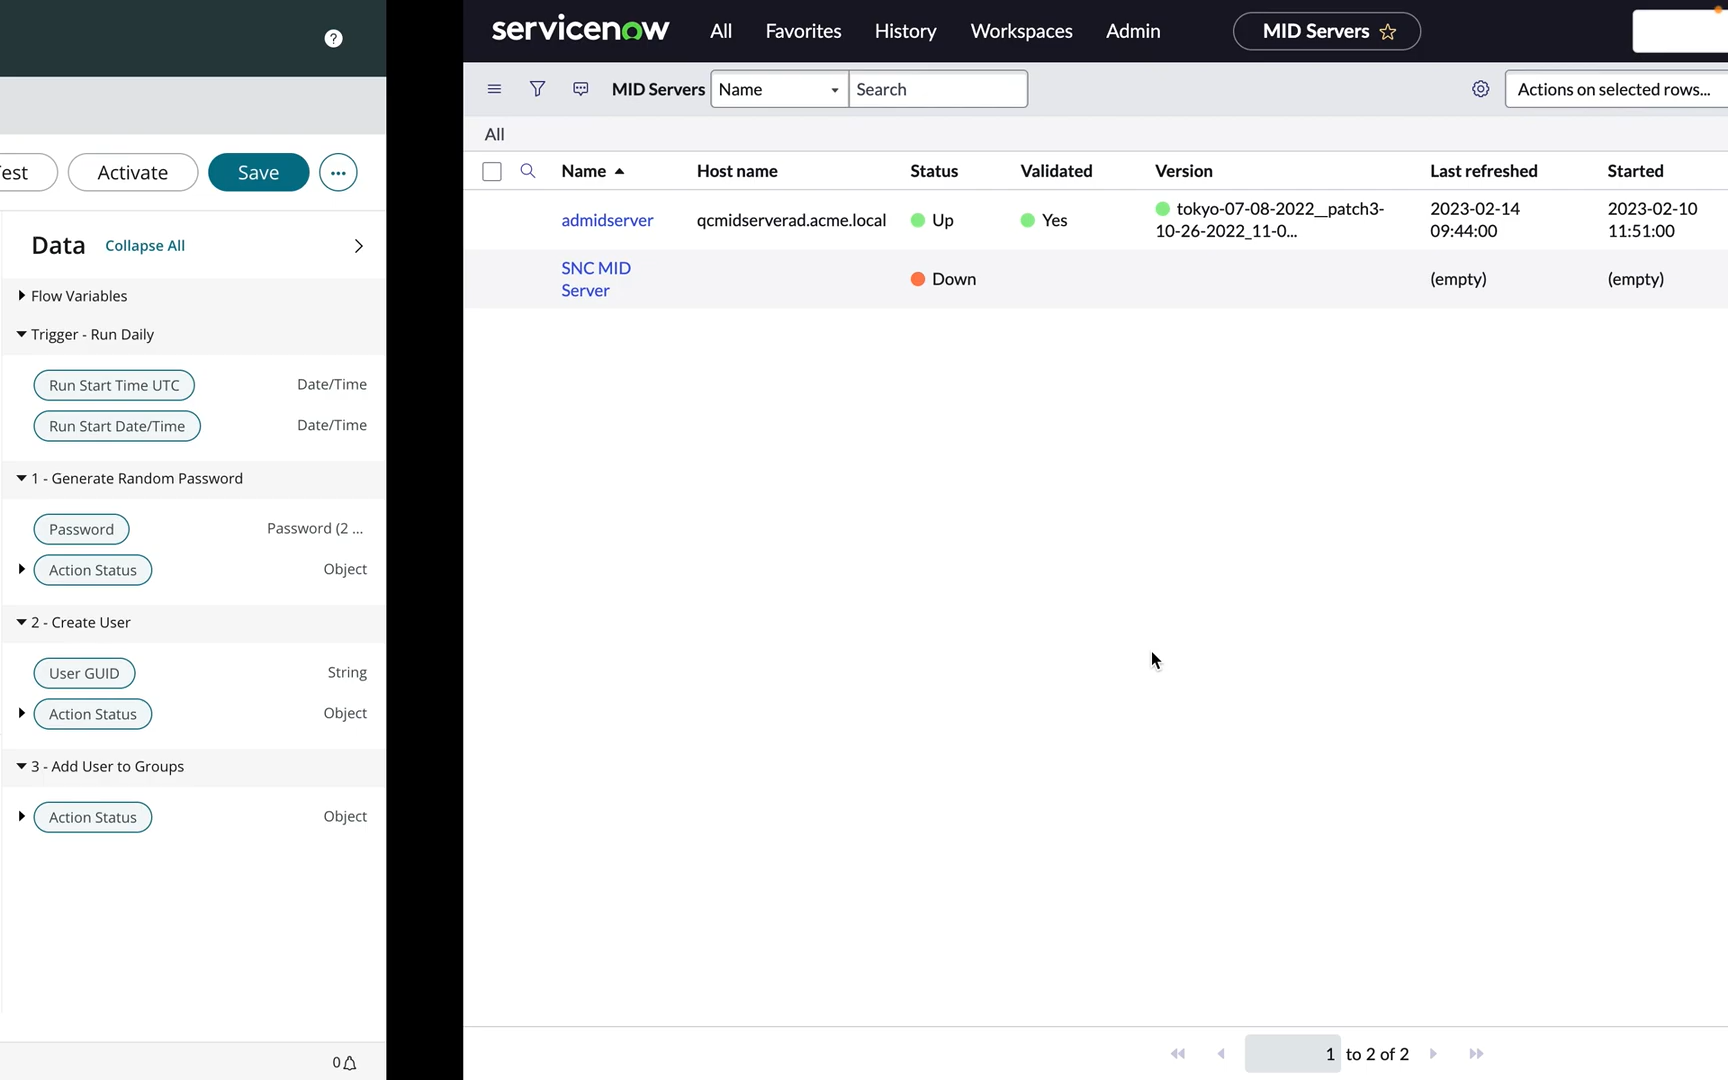 ?
est
Activate
Save
Data
Collapse All
Flow Variables
Trigger - Run Daily
Run Start Time UTC
Date/Time
Run Start Date/Time
Date/Time
1 - Generate Random Password
Password
Password (2 ...
Action Status
Object
2 - Create User
User GUID
String
Action Status
Object
3 - Add User to Groups
Action Status
Object
0
servicenow
All
Favorites
History
Workspaces
Admin
MID Servers
MID Servers
Name
Search
Actions on selected rows...
All
Name
Host name
Status
Validated
Version
Last refreshed
Started
admidserver
qcmidserverad.acme.local
Up
Yes
tokyo-07-08-2022__patch3-
10-26-2022_11-0...
2023-02-14
09:44:00
2023-02-10
11:51:00
SNC MID
Server
Down
(empty)
(empty)
1 to 2 of 2